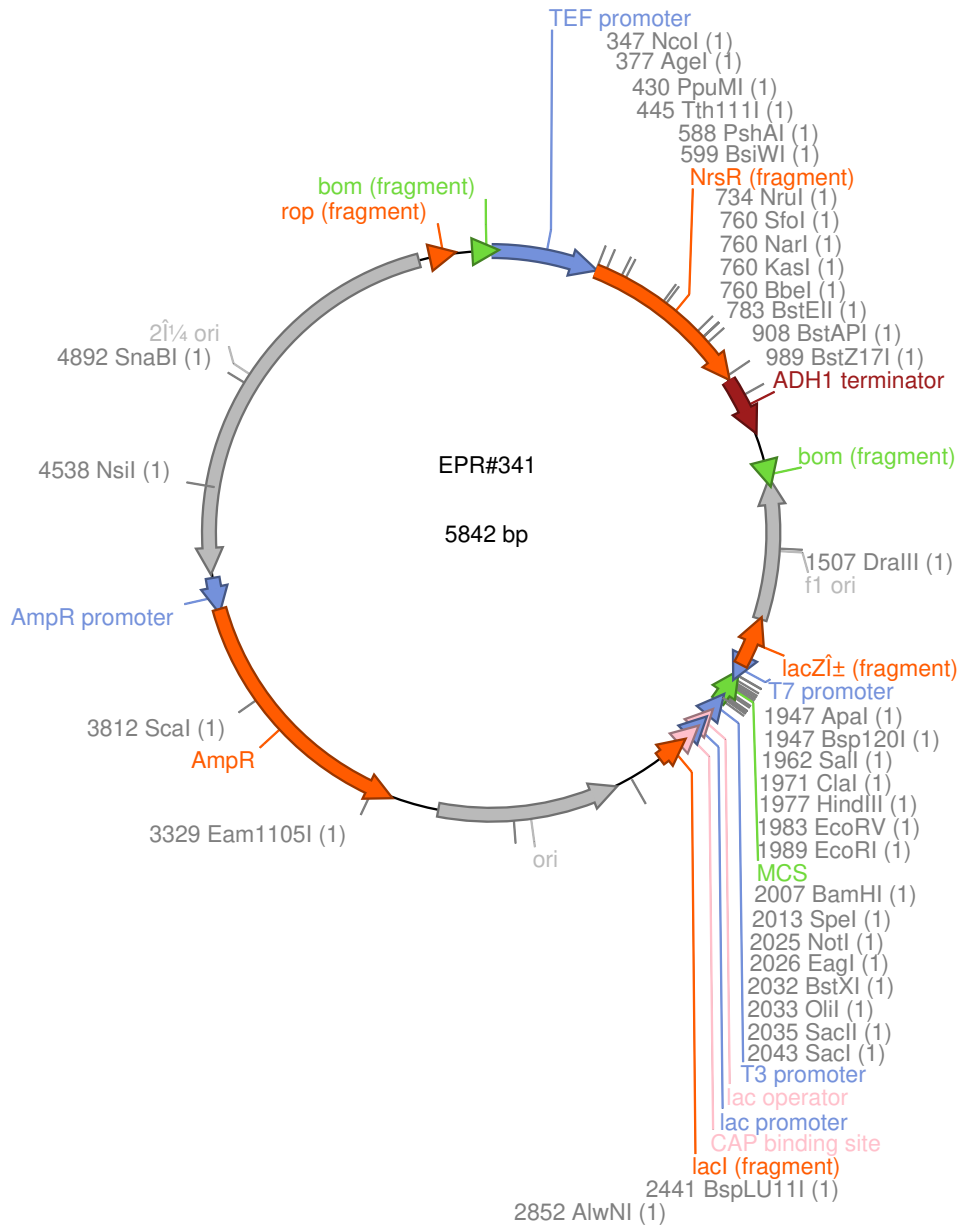 TEF promoter
347 NcoI (1)
377 AgeI (1)
430 PpuMI (1)
445 Tth111I (1)
588 PshAI (1)
599 BsiWI (1)
NrsR (fragment)
734 NruI (1)
760 SfoI (1)
760 NarI (1)
760 KasI (1)
760 BbeI (1)
783 BstEII (1)
908 BstAPI (1)
989 BstZ17I (1)
ADH1 terminator
bom (fragment)
rop (fragment)
2Î¼ ori
4892 SnaBI (1)
4538 NsiI (1)
EPR#341
5842 bp
bom (fragment)
1507 DraIII (1)
f1 ori
AmpR promoter
lacZÎ± (fragment)
T7 promoter
3812 ScaI (1)
AmpR
3329 Eam1105I (1)
ori
1947 ApaI (1)
1947 Bsp120I (1)
1962 SalI (1)
1971 ClaI (1)
1977 HindIII (1)
1983 EcoRV (1)
1989 EcoRI (1)
MCS
2007 BamHI (1)
2013 SpeI (1)
2025 NotI (1)
2026 EagI (1)
2032 BstXI (1)
2033 OliI (1)
2035 SacII (1)
2043 SacI (1)
T3 promoter
lac operator
lac promoter
CAP binding site
lacI (fragment)
2441 BspLU11I (1)
2852 AlwNI (1)